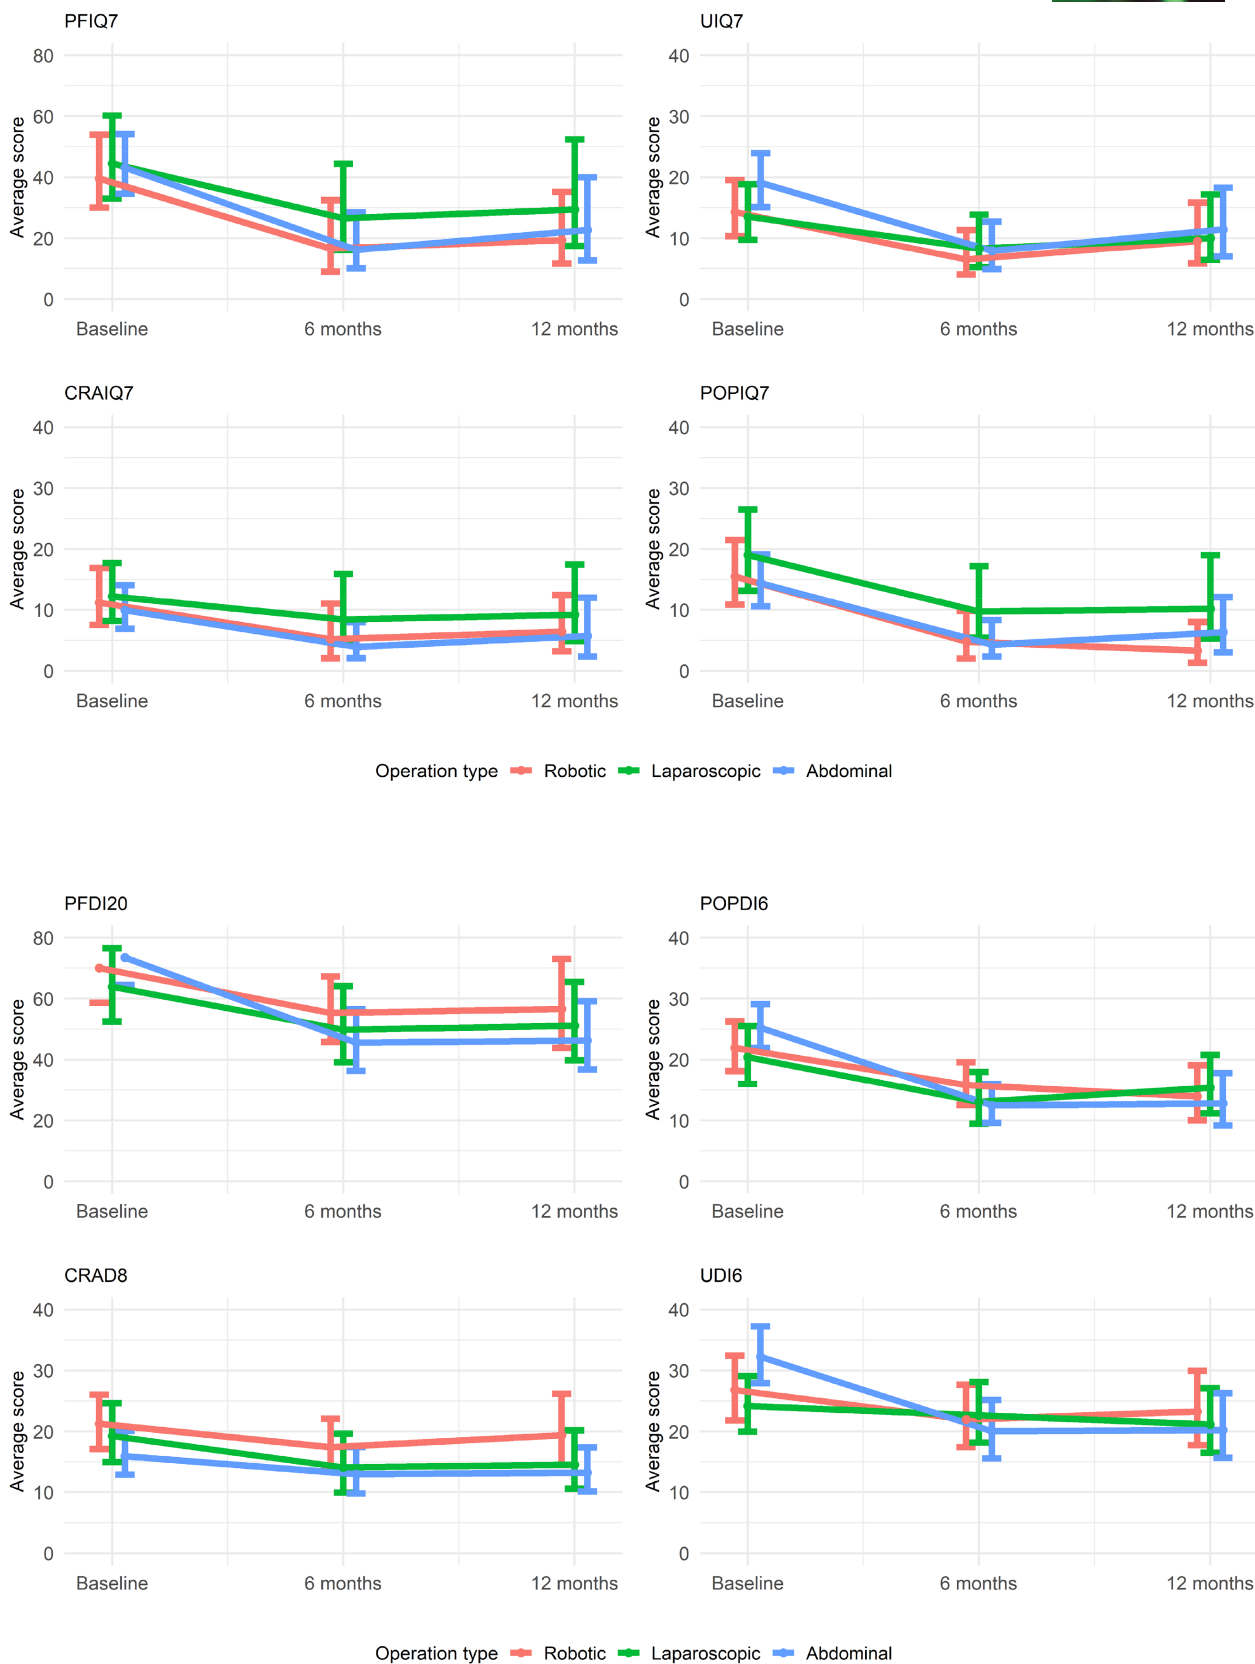 PFIQ7
UIQ7
80
60
40
20
0
Average score
Baseline 6 months 12 months
40
30
20
10
0
Average score
Baseline 6 months 12 months
CRAIQ7
POPIQ7
40
30
20
10
0
Average score
Baseline 6 months 12 months
40
30
20
10
0
Average score
Baseline 6 months 12 months
Operation type Robotic Laparoscopic Abdominal
PFDI20
POPDI6
80
60
40
20
0
Average score
Baseline 6 months 12 months
40
30
20
10
0
Average score
Baseline 6 months 12 months
CRAD8
UDI6
40
30
20
10
0
Average score
Baseline 6 months 12 months
40
30
20
10
0
Average score
Baseline 6 months 12 months
Operation type Robotic Laparoscopic Abdominal